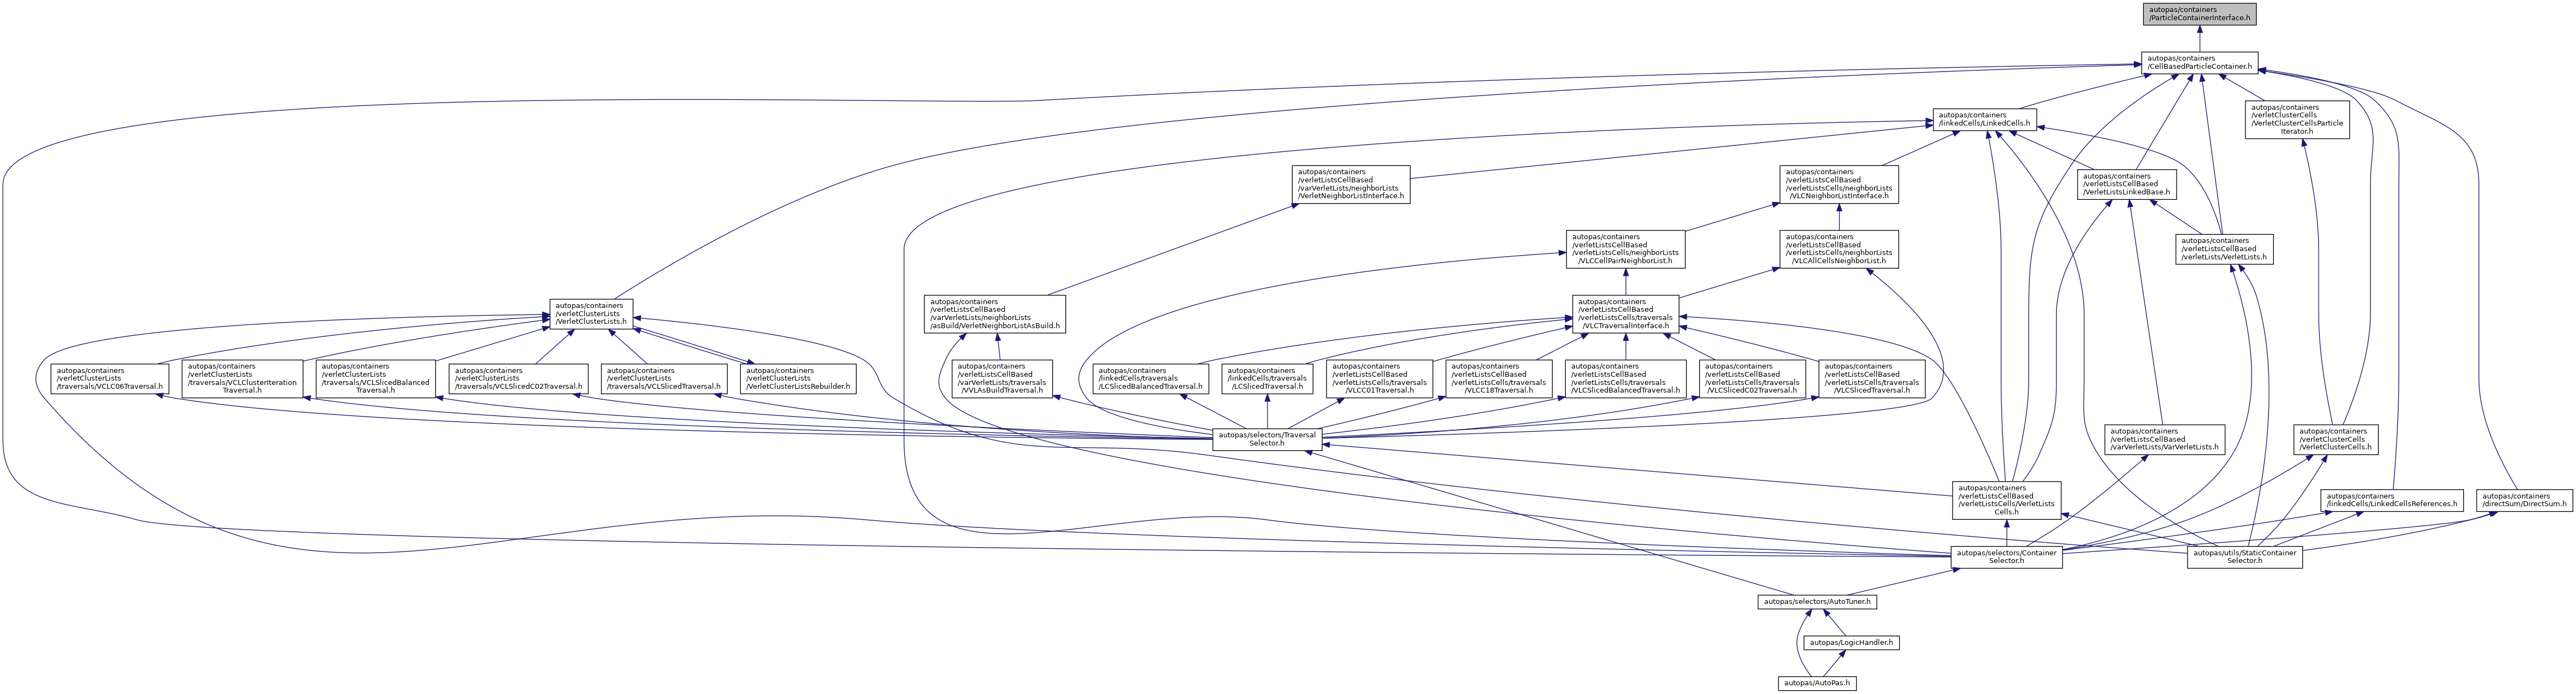 autopas/containers
/ParticleContainerInterface.h
autopas/containers
/CellBasedParticleContainer.h
autopas/containers
/linkedCells/LinkedCells.h
autopas/containers
/verletClusterCells
/VerletClusterCellsParticle
Iterator.h
autopas/containers
/verletListsCellBased
/varVerletLists/neighborLists
/VerletNeighborListInterface.h
autopas/containers
/verletListsCellBased
/verletListsCells/neighborLists
/VLCNeighborListInterface.h
autopas/containers
/verletListsCellBased
/VerletListsLinkedBase.h
autopas/containers
/verletListsCellBased
/verletListsCells/neighborLists
/VLCCellPairNeighborList.h
autopas/containers
/verletListsCellBased
/verletListsCells/neighborLists
/VLCAllCellsNeighborList.h
autopas/containers
/verletListsCellBased
/verletLists/VerletLists.h
autopas/containers
/verletClusterLists
/VerletClusterLists.h
autopas/containers
/verletListsCellBased
/varVerletLists/neighborLists
/asBuild/VerletNeighborListAsBuild.h
autopas/containers
/verletListsCellBased
/verletListsCells/traversals
/VLCTraversalInterface.h
autopas/containers
/verletClusterLists
/traversals/VCLC06Traversal.h
autopas/containers
/verletClusterLists
/traversals/VCLClusterIteration
Traversal.h
autopas/containers
/verletClusterLists
/traversals/VCLSlicedBalanced
Traversal.h
autopas/containers
/verletClusterLists
/traversals/VCLSlicedC02Traversal.h
autopas/containers
/verletClusterLists
/traversals/VCLSlicedTraversal.h
autopas/containers
/verletClusterLists
/VerletClusterListsRebuilder.h
autopas/containers
/verletListsCellBased
/varVerletLists/traversals
/VVLAsBuildTraversal.h
autopas/containers
/linkedCells/traversals
/LCSlicedBalancedTraversal.h
autopas/containers
/linkedCells/traversals
/LCSlicedTraversal.h
autopas/containers
/verletListsCellBased
/verletListsCells/traversals
/VLCC01Traversal.h
autopas/containers
/verletListsCellBased
/verletListsCells/traversals
/VLCC18Traversal.h
autopas/containers
/verletListsCellBased
/verletListsCells/traversals
/VLCSlicedBalancedTraversal.h
autopas/containers
/verletListsCellBased
/verletListsCells/traversals
/VLCSlicedC02Traversal.h
autopas/containers
/verletListsCellBased
/verletListsCells/traversals
/VLCSlicedTraversal.h
autopas/selectors/Traversal
Selector.h
autopas/containers
/verletListsCellBased
/varVerletLists/VarVerletLists.h
autopas/containers
/verletClusterCells
/VerletClusterCells.h
autopas/containers
/verletListsCellBased
/verletListsCells/VerletLists
Cells.h
autopas/containers
/linkedCells/LinkedCellsReferences.h
autopas/containers
/directSum/DirectSum.h
autopas/selectors/Container
Selector.h
autopas/utils/StaticContainer
Selector.h
autopas/selectors/AutoTuner.h
autopas/LogicHandler.h
autopas/AutoPas.h